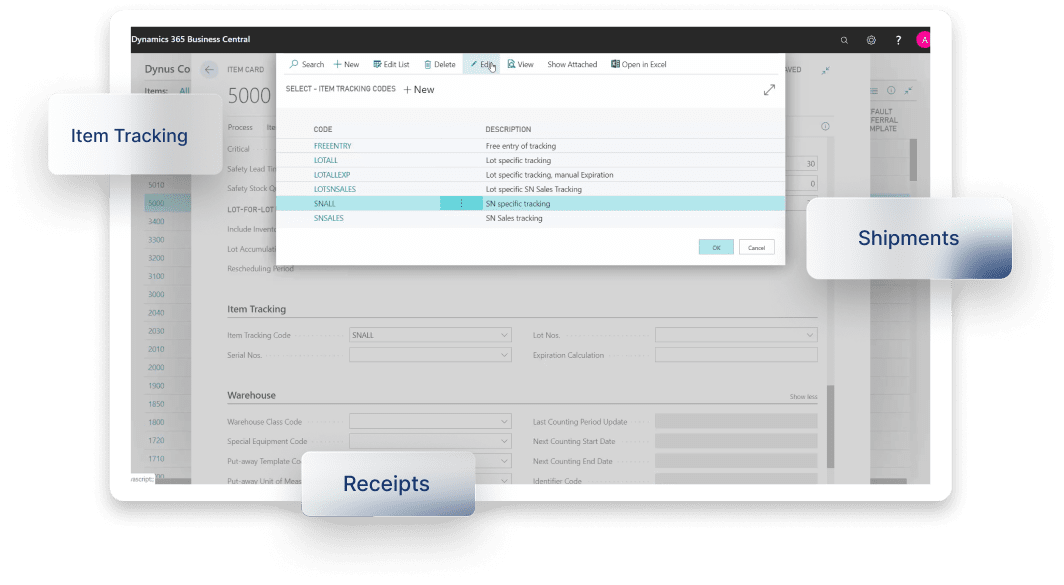 Dynamics 365 Business Central
?
A
Search + New Edit List Delete Edit View Show Attached Open in Excel
Dynus Co
ITEM CARD
AVED
SELECT - ITEM TRACKING CODES + New
Items: All
5000
CODE DESCRIPTION
FREEENTRY Free entry of tracking
LOTALL Lot specific tracking
LOTALLEXP Lot specific tracking, manual Expiration
LOTSNSALES Lot specific SN Sales Tracking
SNALL SN specific tracking
SNSALES SN Sales tracking
OK Cancel
Item Tracking
Process
Critical
Safety Lead Tim
Safety Stock Qu
LOT-FOR-LOT
Include Invento
Lot Accumulati
Rescheduling Period
30
0
FAULT
FERRAL
MPLATE
Shipments
5010
5000
3400
3300
3200
3100
3000
2040
2030
2010
2000
1900
1850
1800
1720
1710
Item Tracking
Item Tracking Code SNALL Lot Nos.
Serial Nos. Expiration Calculation
Warehouse Show less
Warehouse Class Code Last Counting Period Update
Special Equipment Code Next Counting Start Date
Put-away Template Co Next Counting End Date
Put-away Unit of Meas Identifier Code
Receipts